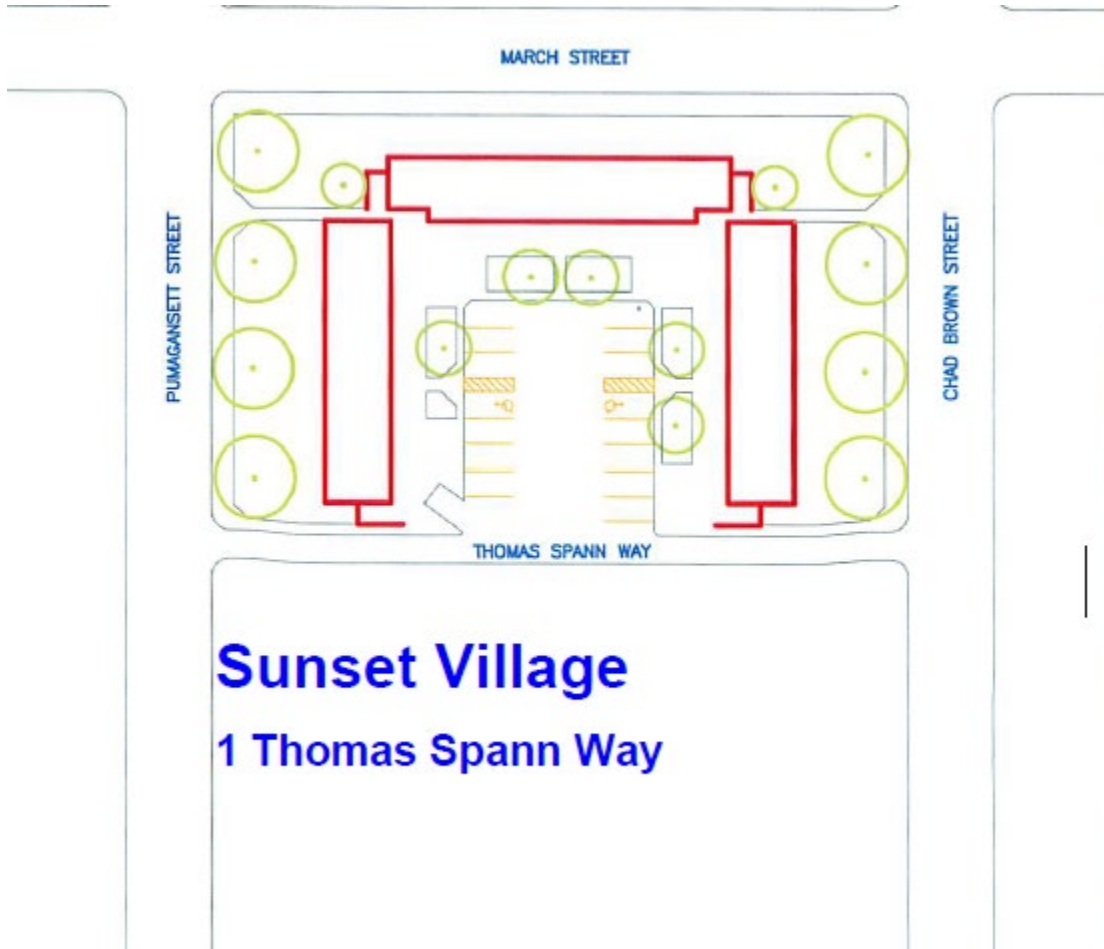 MARCH STREET
PUMAGANSETT STREET
CHAD BROWN STREET
THOMAS SPANN WAY
Sunset Village
1 Thomas Spann Way